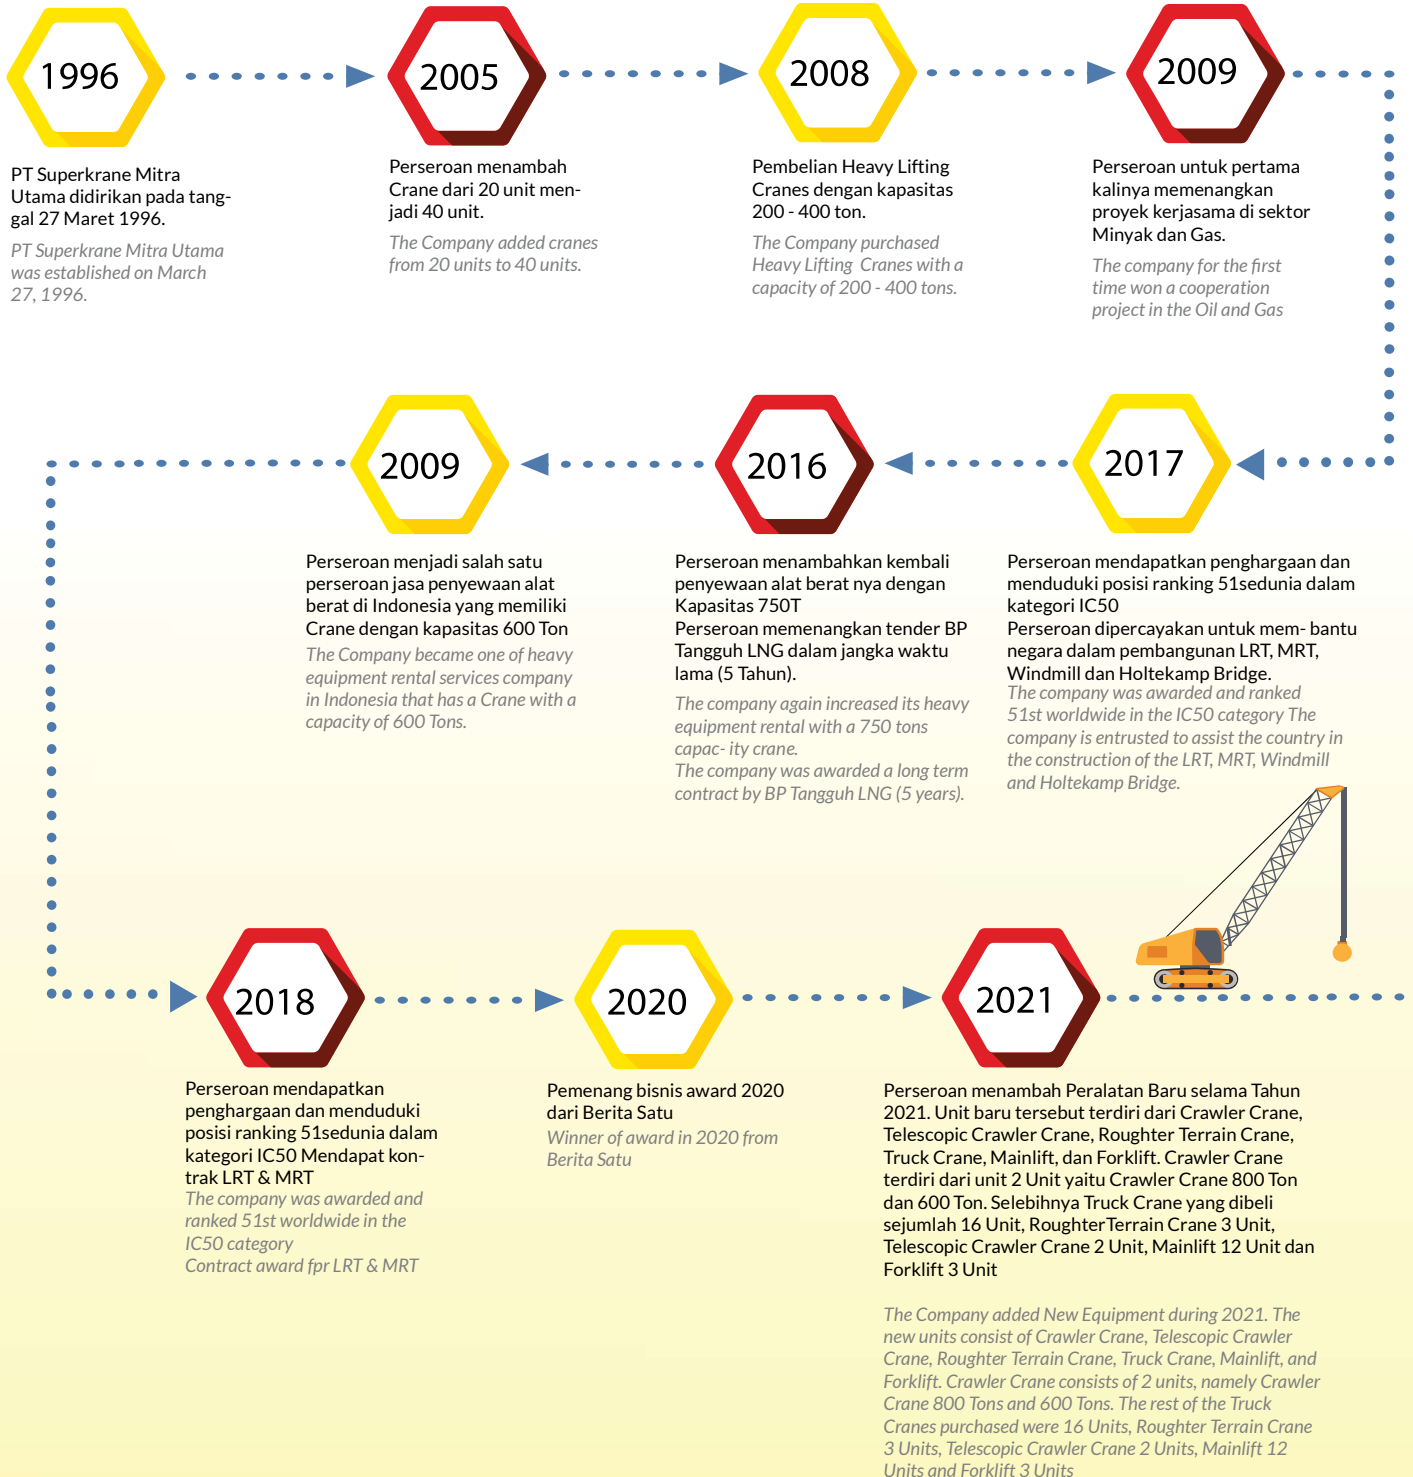 1996
PT Superkrane Mitra
Utama didirikan pada tang-
gal 27 Maret 1996.
PT Superkrane Mitra Utama
was established on March
27, 1996.
2005
Perseroan menambah
Crane dari 20 unit men-
jadi 40 unit.
The Company added cranes
from 20 units to 40 units.
2008
Pembelian Heavy Lifting
Cranes dengan kapasitas
200 - 400 ton.
The Company purchased
Heavy Lifting Cranes with a
capacity of 200 - 400 tons.
2009
Perseroan untuk pertama
kalinya memenangkan
proyek kerjasama di sektor
Minyak dan Gas.
The company for the first
time won a cooperation
project in the Oil and Gas
2017
Perseroan mendapatkan penghargaan dan
menduduki posisi ranking 51sedunia dalam
kategori IC50
Perseroan dipercayakan untuk mem- bantu
negara dalam pembangunan LRT, MRT,
Windmill dan Holtekamp Bridge.
The company was awarded and ranked
51st worldwide in the IC50 category The
company is entrusted to assist the country in
the construction of the LRT, MRT, Windmill
and Holtekamp Bridge.
2016
Perseroan menambahkan kembali
penyewaan alat berat nya dengan
Kapasitas 750T
Perseroan memenangkan tender BP
Tangguh LNG dalam jangka waktu
lama (5 Tahun).
The company again increased its heavy
equipment rental with a 750 tons
capac- ity crane.
The company was awarded a long term
contract by BP Tangguh LNG (5 years).
2009
Perseroan menjadi salah satu
perseroan jasa penyewaan alat
berat di Indonesia yang memiliki
Crane dengan kapasitas 600 Ton
The Company became one of heavy
equipment rental services company
in Indonesia that has a Crane with a
capacity of 600 Tons.
2018
Perseroan mendapatkan
penghargaan dan menduduki
posisi ranking 51sedunia dalam
kategori IC50 Mendapat kon-
trak LRT & MRT
The company was awarded and
ranked 51st worldwide in the
IC50 category
Contract award fpr LRT & MRT
2020
Pemenang bisnis award 2020
dari Berita Satu
Winner of award in 2020 from
Berita Satu
2021
Perseroan menambah Peralatan Baru selama Tahun
2021. Unit baru tersebut terdiri dari Crawler Crane,
Telescopic Crawler Crane, Roughter Terrain Crane,
Truck Crane, Mainlift, dan Forklift. Crawler Crane
terdiri dari unit 2 Unit yaitu Crawler Crane 800 Ton
dan 600 Ton. Selebihnya Truck Crane yang dibeli
sejumlah 16 Unit, RoughterTerrain Crane 3 Unit,
Telescopic Crawler Crane 2 Unit, Mainlift 12 Unit dan
Forklift 3 Unit
The Company added New Equipment during 2021. The
new units consist of Crawler Crane, Telescopic Crawler
Crane, Roughter Terrain Crane, Truck Crane, Mainlift, and
Forklift. Crawler Crane consists of 2 units, namely Crawler
Crane 800 Tons and 600 Tons. The rest of the Truck
Cranes purchased were 16 Units, Roughter Terrain Crane
3 Units, Telescopic Crawler Crane 2 Units, Mainlift 12
Units and Forklift 3 Units